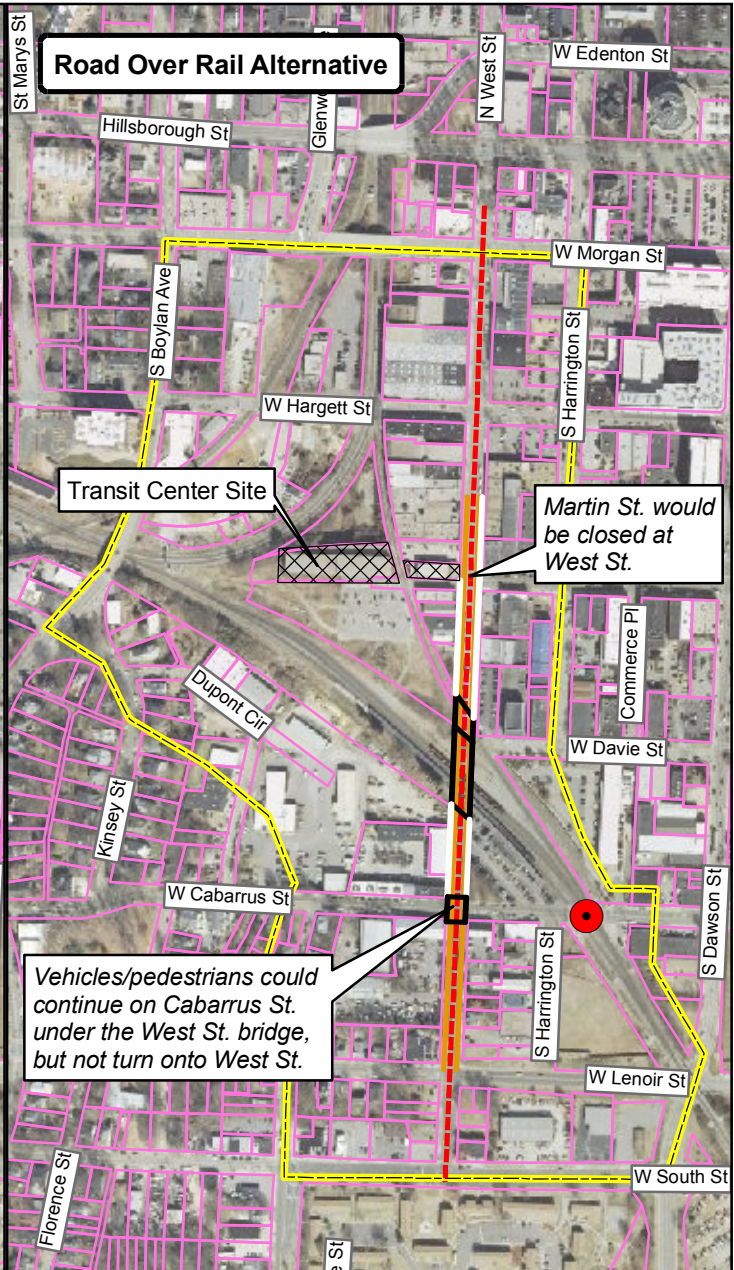 Road Over Rail Alternative
St Marys St
Glenw
N West St
W Edenton St
Hillsborough St
W Morgan St
S Boylan Ave
S Harrington St
W Hargett St
Transit Center Site
Martin St. would
be closed at
West St.
Commerce Pl
Dupont Cir
W Davie St
Kinsey St
W Cabarrus St
S Dawson St
Vehicles/pedestrians could
continue on Cabarrus St.
under the West St. bridge,
but not turn onto West St.
S Harrington St
W Lenoir St
W South St
Florence St
e St